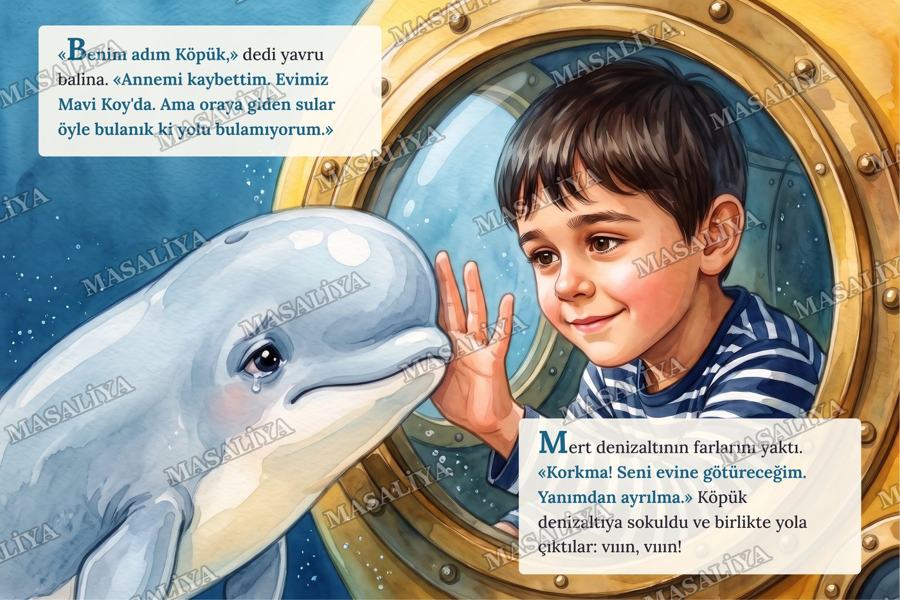 «Benim adım Köpük,» dedi yavru
balina. «Annemi kaybettim. Evimiz
Mavi Koy'da. Ama oraya giden sular
öyle bulanık ki yolu bulamıyorum.»
Mert denizaltının farlarını yaktı.
«Korkma! Seni evine götüreceğim.
Yanımdan ayrılma.» Köpük
denizaltıya sokuldu ve birlikte yola
çıktılar: vıın, vıın!
MASALİYA